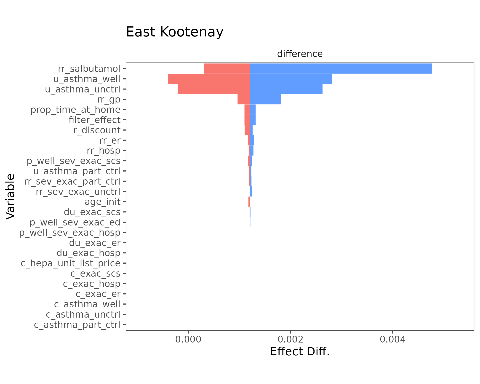 East Kootenay
difference
rr_salbutamol
u_asthma_well
u_asthma_unctrl
rr_gp
prop_time_at_home
filter_effect
r_discount
rr_er
rr_hosp
p_well_sev_exac_scs
u_asthma_part_ctrl
rr_sev_exac_part_ctrl
rr_sev_exac_unctrl
age_init
du_exac_scs
p_well_sev_exac_ed
p_well_sev_exac_hosp
du_exac_er
du_exac_hosp
c_hepa_unit_list_price
c_exac_scs
c_exac_hosp
c_exac_er
c_asthma_well
c_asthma_unctrl
c_asthma_part_ctrl
Variable
0.000 0.002 0.004
Effect Diff.